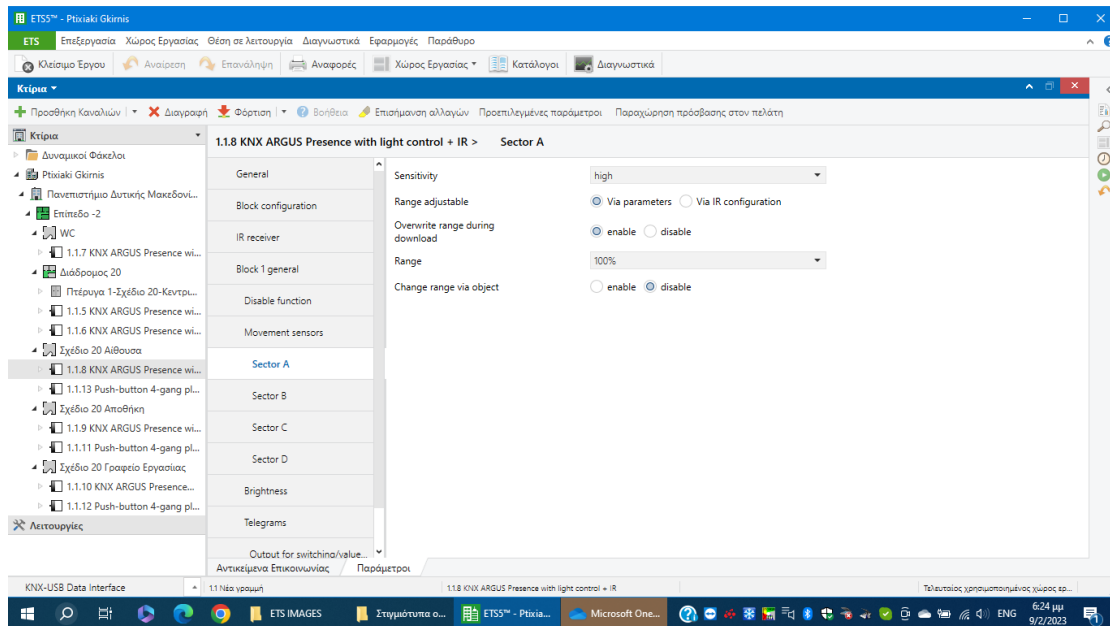 ETS5™ - Ptixiaki Gkirnis
ETS Επεξεργασία Χώρος Εργασίας Θέση σε λειτουργία Διαγνωστικά Εφαρμογές Παράθυρο
Κλείσιμο Έργου Αναίρεση Επανάληψη Αναφορές Χώρος Εργασίας Κατάλογοι Διαγνωστικά
Κτίρια
Προσθήκη Καναλιών Διαγραφή Φόρτιση Βοήθεια Επισήμανση αλλαγών Προεπιλεγμένες παράμετροι Παραχώρηση πρόσβασης στον πελάτη
Κτίρια
Δυναμικοί Φάκελοι
Ptixiaki Gkirnis
Πανεπιστήμιο Δυτικής Μακεδονί...
Επίπεδο -2
WC
1.1.7 KNX ARGUS Presence wi...
Διάδρομος 20
Πτέρυγα 1-Σχέδιο 20-Κεντρι...
1.1.5 KNX ARGUS Presence wi...
1.1.6 KNX ARGUS Presence wi...
Σχέδιο 20 Αίθουσα
1.1.8 KNX ARGUS Presence wi...
1.1.13 Push-button 4-gang pl...
Σχέδιο 20 Αποθήκη
1.1.9 KNX ARGUS Presence wi...
1.1.11 Push-button 4-gang pl...
Σχέδιο 20 Γραφείο Εργασίιας
1.1.10 KNX ARGUS Presence...
1.1.12 Push-button 4-gang pl...
Λειτουργίες
1.1.8 KNX ARGUS Presence with light control + IR > Sector A
General
Block configuration
IR receiver
Block 1 general
Disable function
Movement sensors
Sector A
Sector B
Sector C
Sector D
Brightness
Telegrams
Output for switching/value...
Sensitivity high
Range adjustable Via parameters Via IR configuration
Overwrite range during
download enable disable
Range 100%
Change range via object enable disable
Αντικείμενα Επικοινωνίας Παράμετροι
KNX-USB Data Interface 1.1 Νέα γραμμή 1.1.8 KNX ARGUS Presence with light control + IR Τελευταίος χρησιμοποιημένος χώρος ερ...
ETS IMAGES Στιγμιότυπα ο... ETS5™ - Ptixia... Microsoft One... ENG 6:24 μμ
9/2/2023